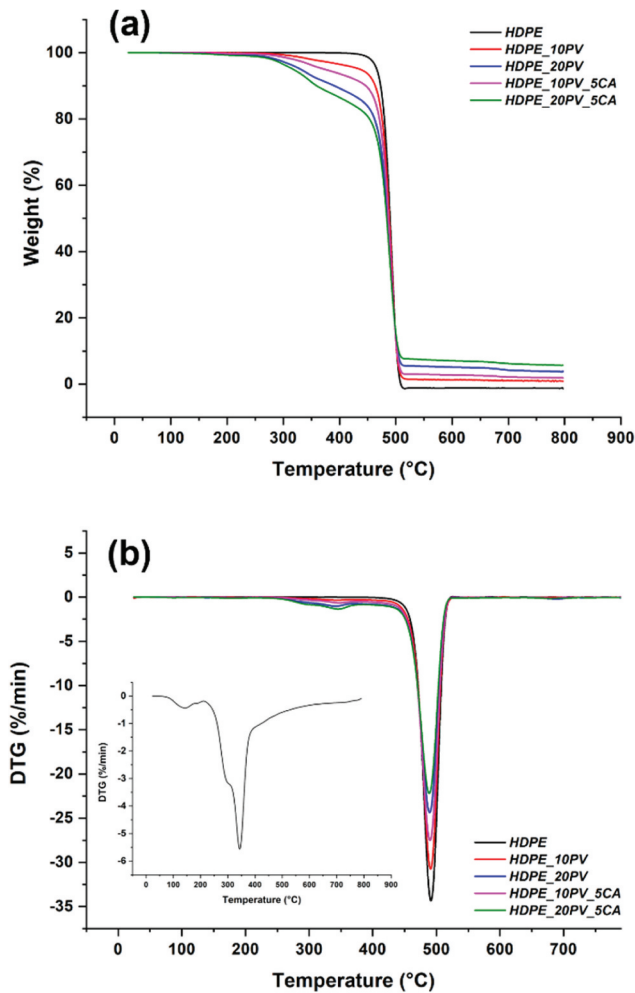 (a)
HDPE
HDPE_10PV
HDPE_20PV
HDPE_10PV_5CA
HDPE_20PV_5CA
100
80
60
40
20
0
Weight (%)
0 100 200 300 400 500 600 700 800 900
Temperature (°C)
(b)
5
0
-5
-10
-15
-20
-25
-30
-35
DTG (%/min)
0
-1
-2
-3
-4
-5
-6
DTG (%/min)
0 100 200 300 400 500 600 700 800 900
Temperature (°C)
HDPE
HDPE_10PV
HDPE_20PV
HDPE_10PV_5CA
HDPE_20PV_5CA
0 100 200 300 400 500 600 700
Temperature (°C)